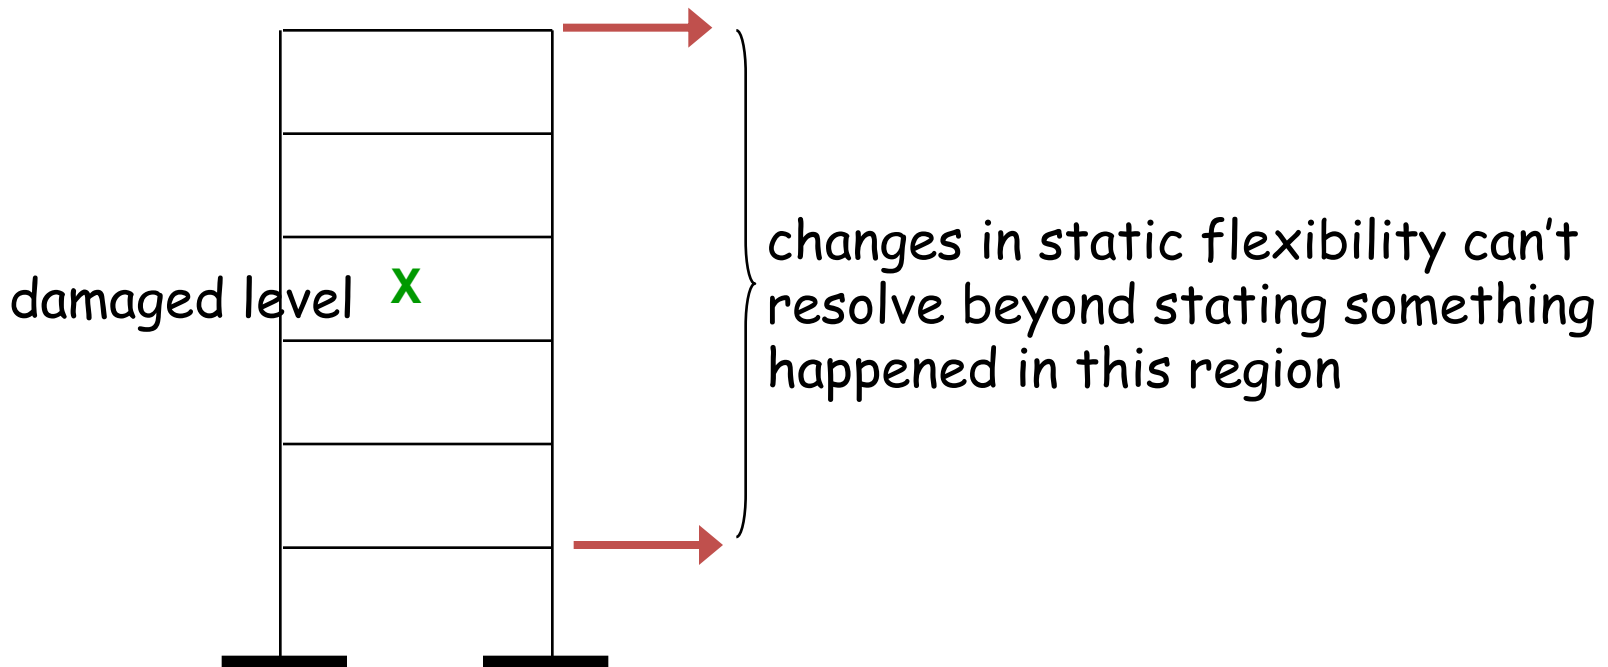 damaged level X
changes in static flexibility can't
resolve beyond stating something
happened in this region